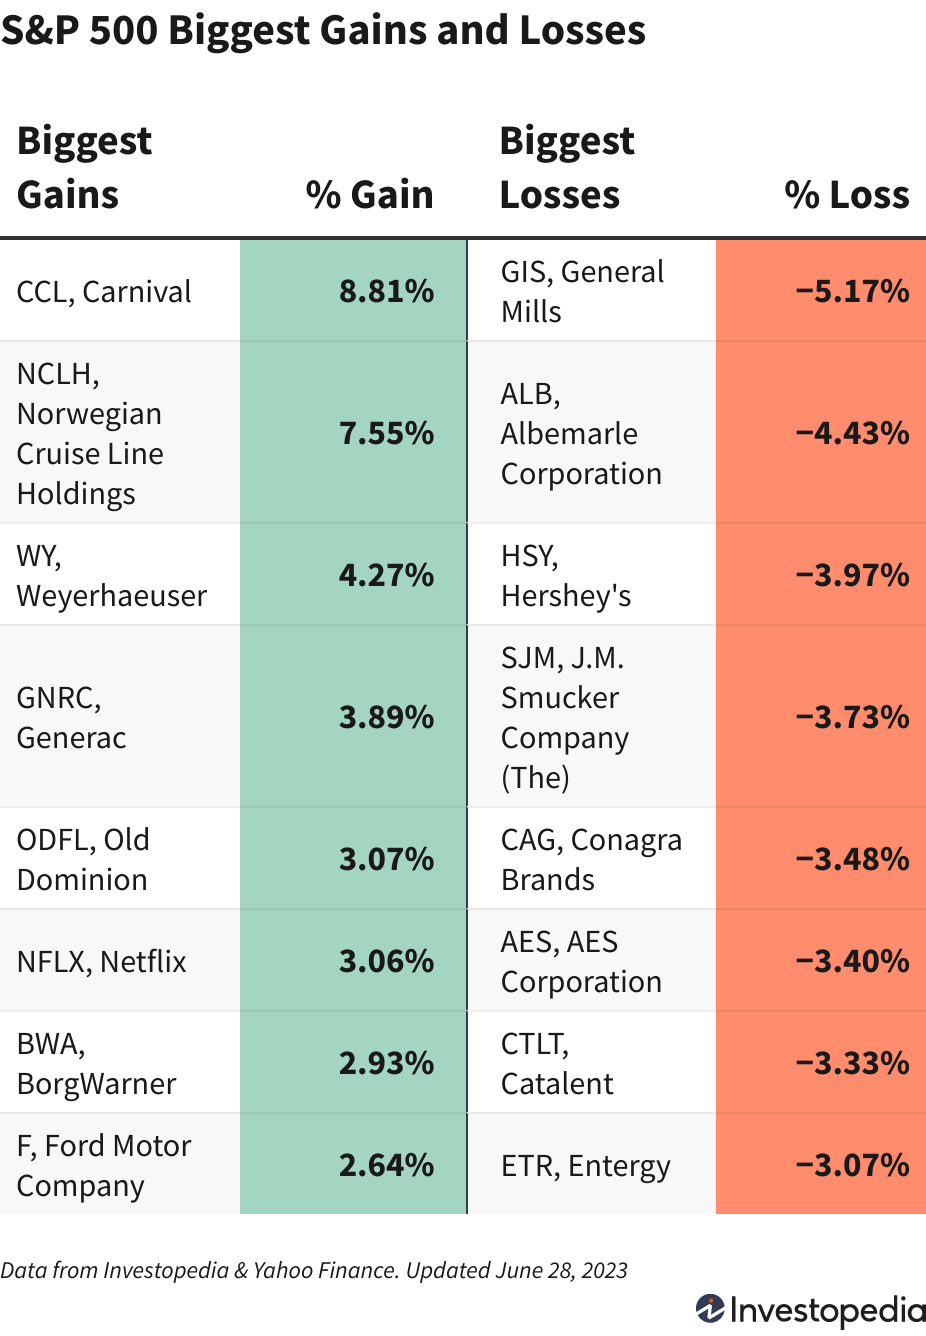 S&P 500 Biggest Gains and Losses
Biggest
Gains
% Gain
Biggest
Losses
% Loss
CCL, Carnival
8.81%
GIS, General
Mills
−5.17%
NCLH,
Norwegian
Cruise Line
Holdings
7.55%
ALB,
Albemarle
Corporation
−4.43%
WY,
Weyerhaeuser
4.27%
HSY,
Hershey's
−3.97%
GNRC,
Generac
3.89%
SJM, J.M.
Smucker
Company
(The)
−3.73%
ODFL, Old
Dominion
3.07%
CAG, Conagra
Brands
−3.48%
NFLX, Netflix
3.06%
AES, AES
Corporation
−3.40%
BWA,
BorgWarner
2.93%
CTLT,
Catalent
−3.33%
F, Ford Motor
Company
2.64%
ETR, Entergy
−3.07%
Data from Investopedia & Yahoo Finance. Updated June 28, 2023
Investopedia